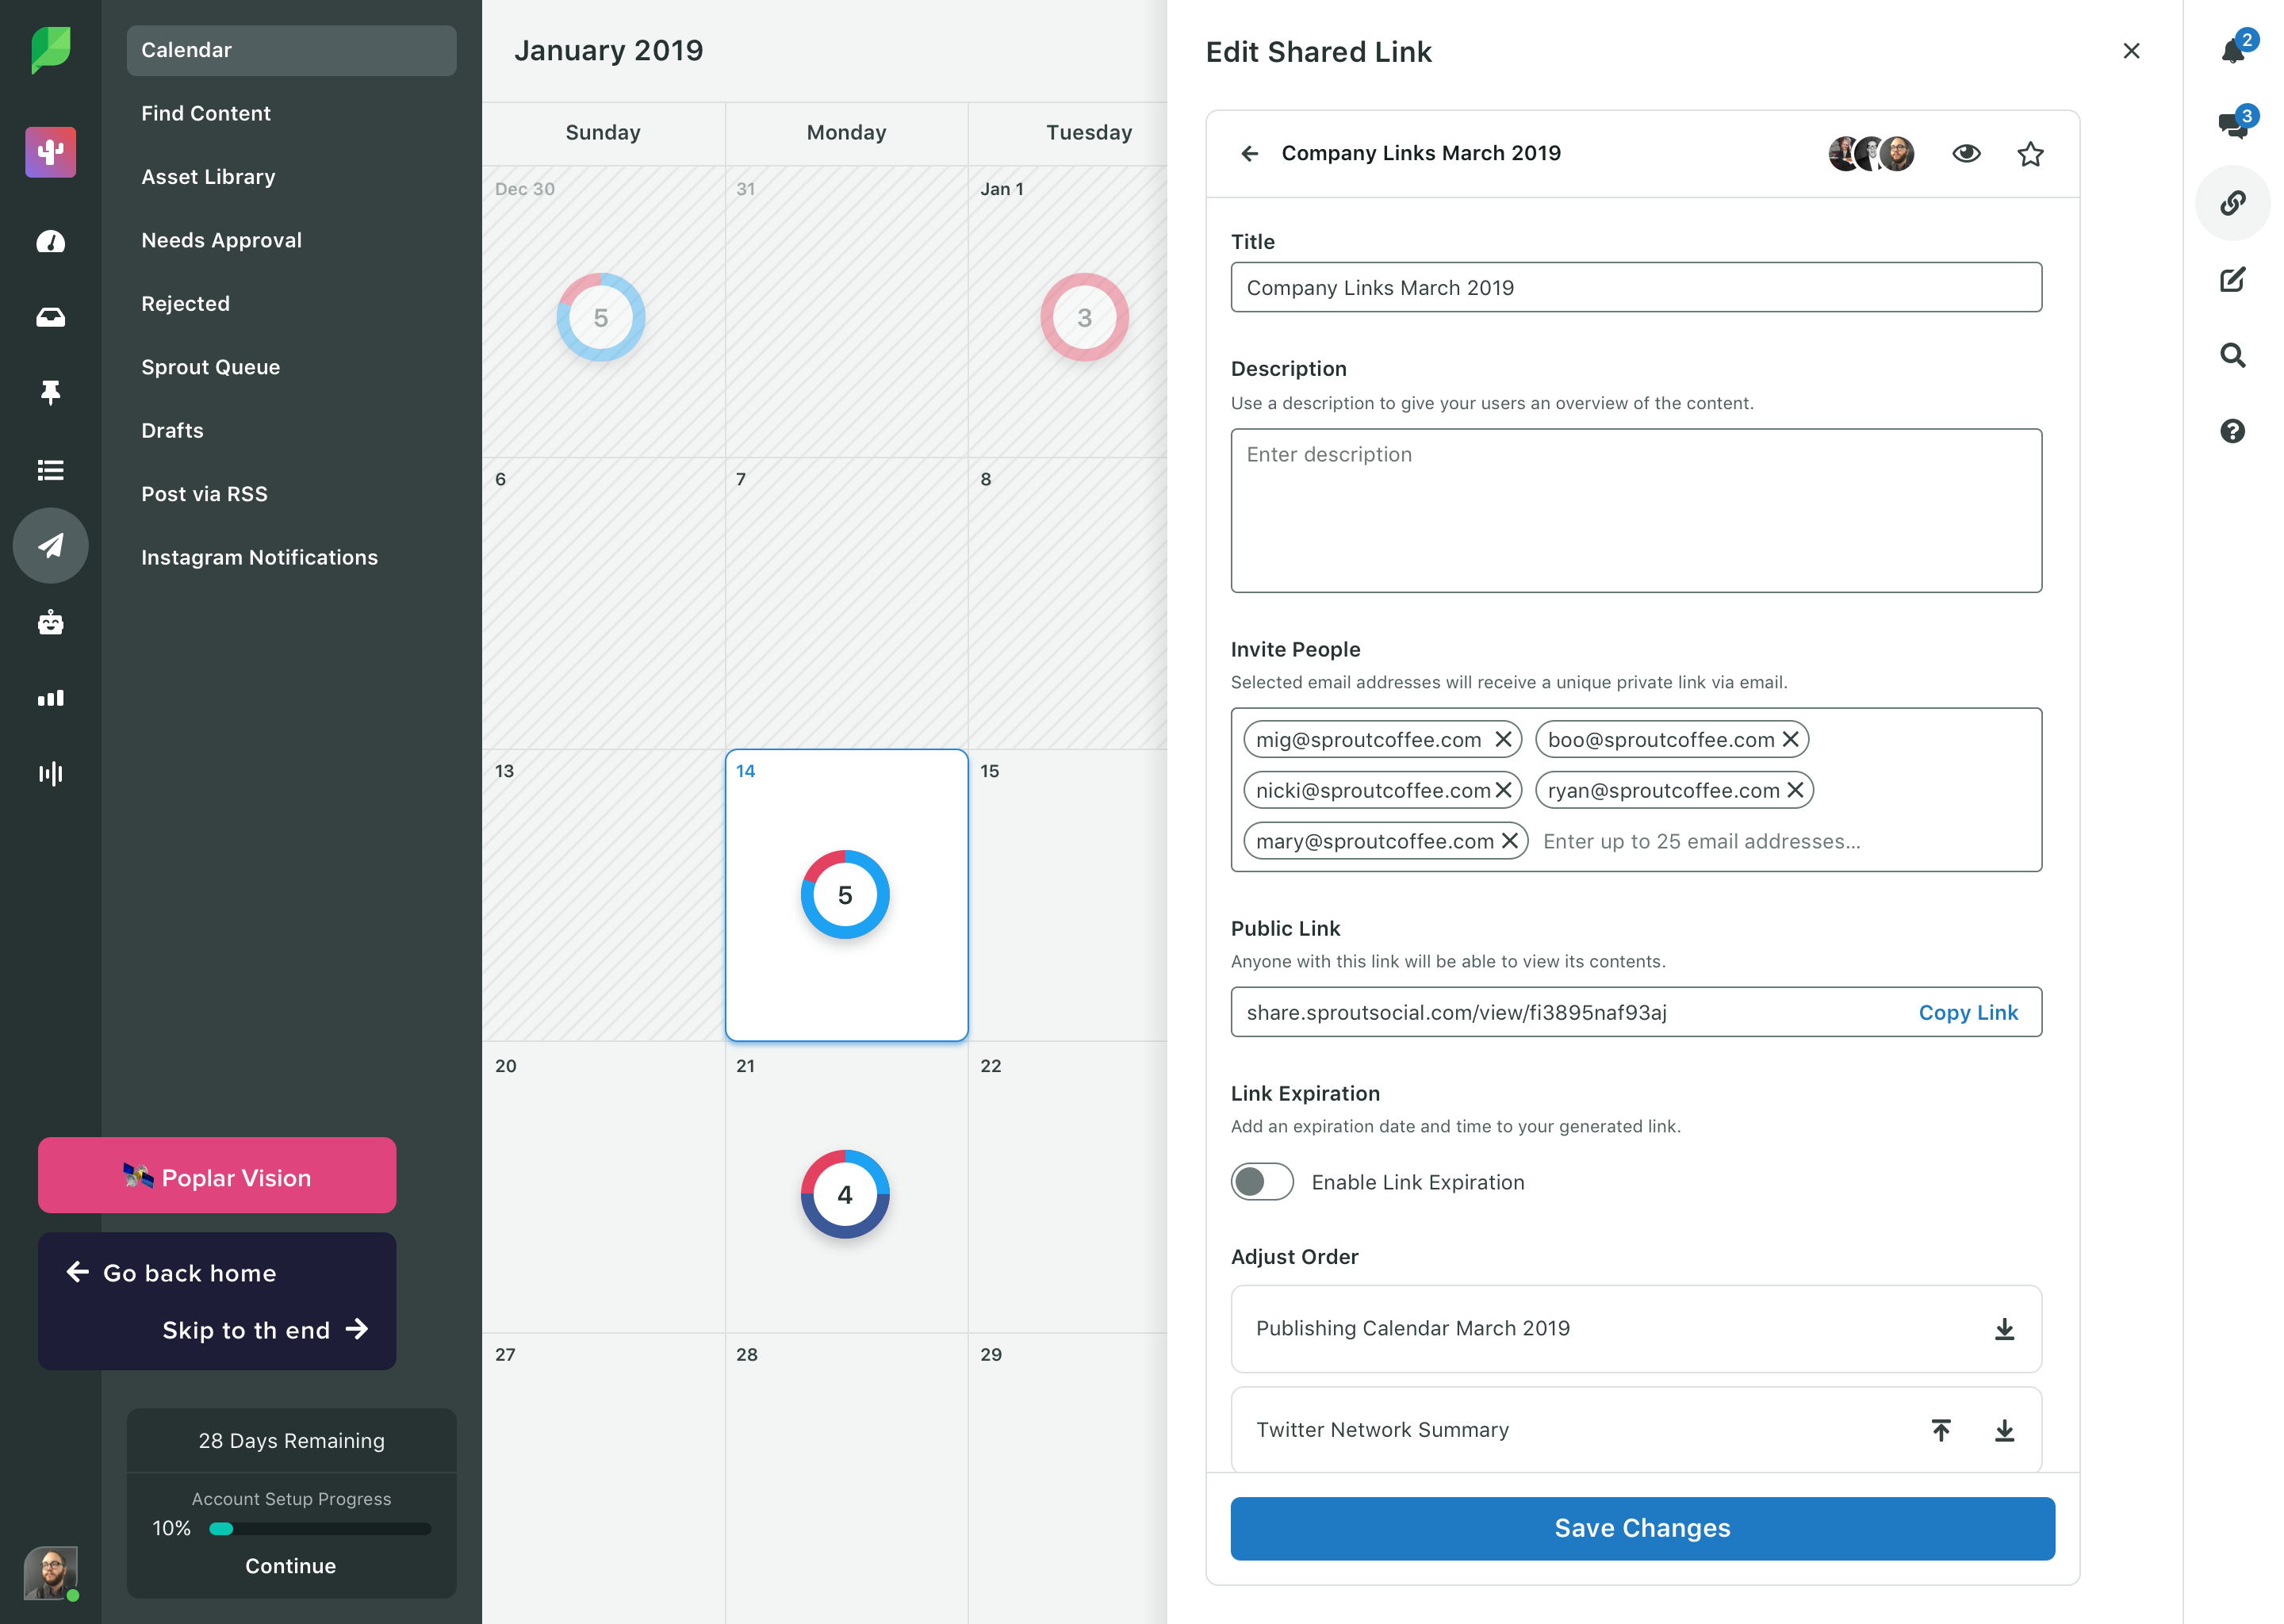 Calendar
Find Content
Asset Library
Needs Approval
Rejected
Sprout Queue
Drafts
Post via RSS
Instagram Notifications
Poplar Vision
Go back home
Skip to th end
28 Days Remaining
Account Setup Progress
10%
Continue
January 2019
Sunday Monday Tuesday
Dec 30 31 Jan 1
5 3
6 7 8
13 14 15
5
20 21 22
4
27 28 29
Edit Shared Link
Company Links March 2019
Title
Company Links March 2019
Description
Use a description to give your users an overview of the content.
Enter description
Invite People
Selected email addresses will receive a unique private link via email.
mig@sproutcoffee.com boo@sproutcoffee.com
nicki@sproutcoffee.com ryan@sproutcoffee.com
mary@sproutcoffee.com Enter up to 25 email addresses...
Public Link
Anyone with this link will be able to view its contents.
share.sproutsocial.com/view/fi3895naf93aj Copy Link
Link Expiration
Add an expiration date and time to your generated link.
Enable Link Expiration
Adjust Order
Publishing Calendar March 2019
Twitter Network Summary
Save Changes
2
3